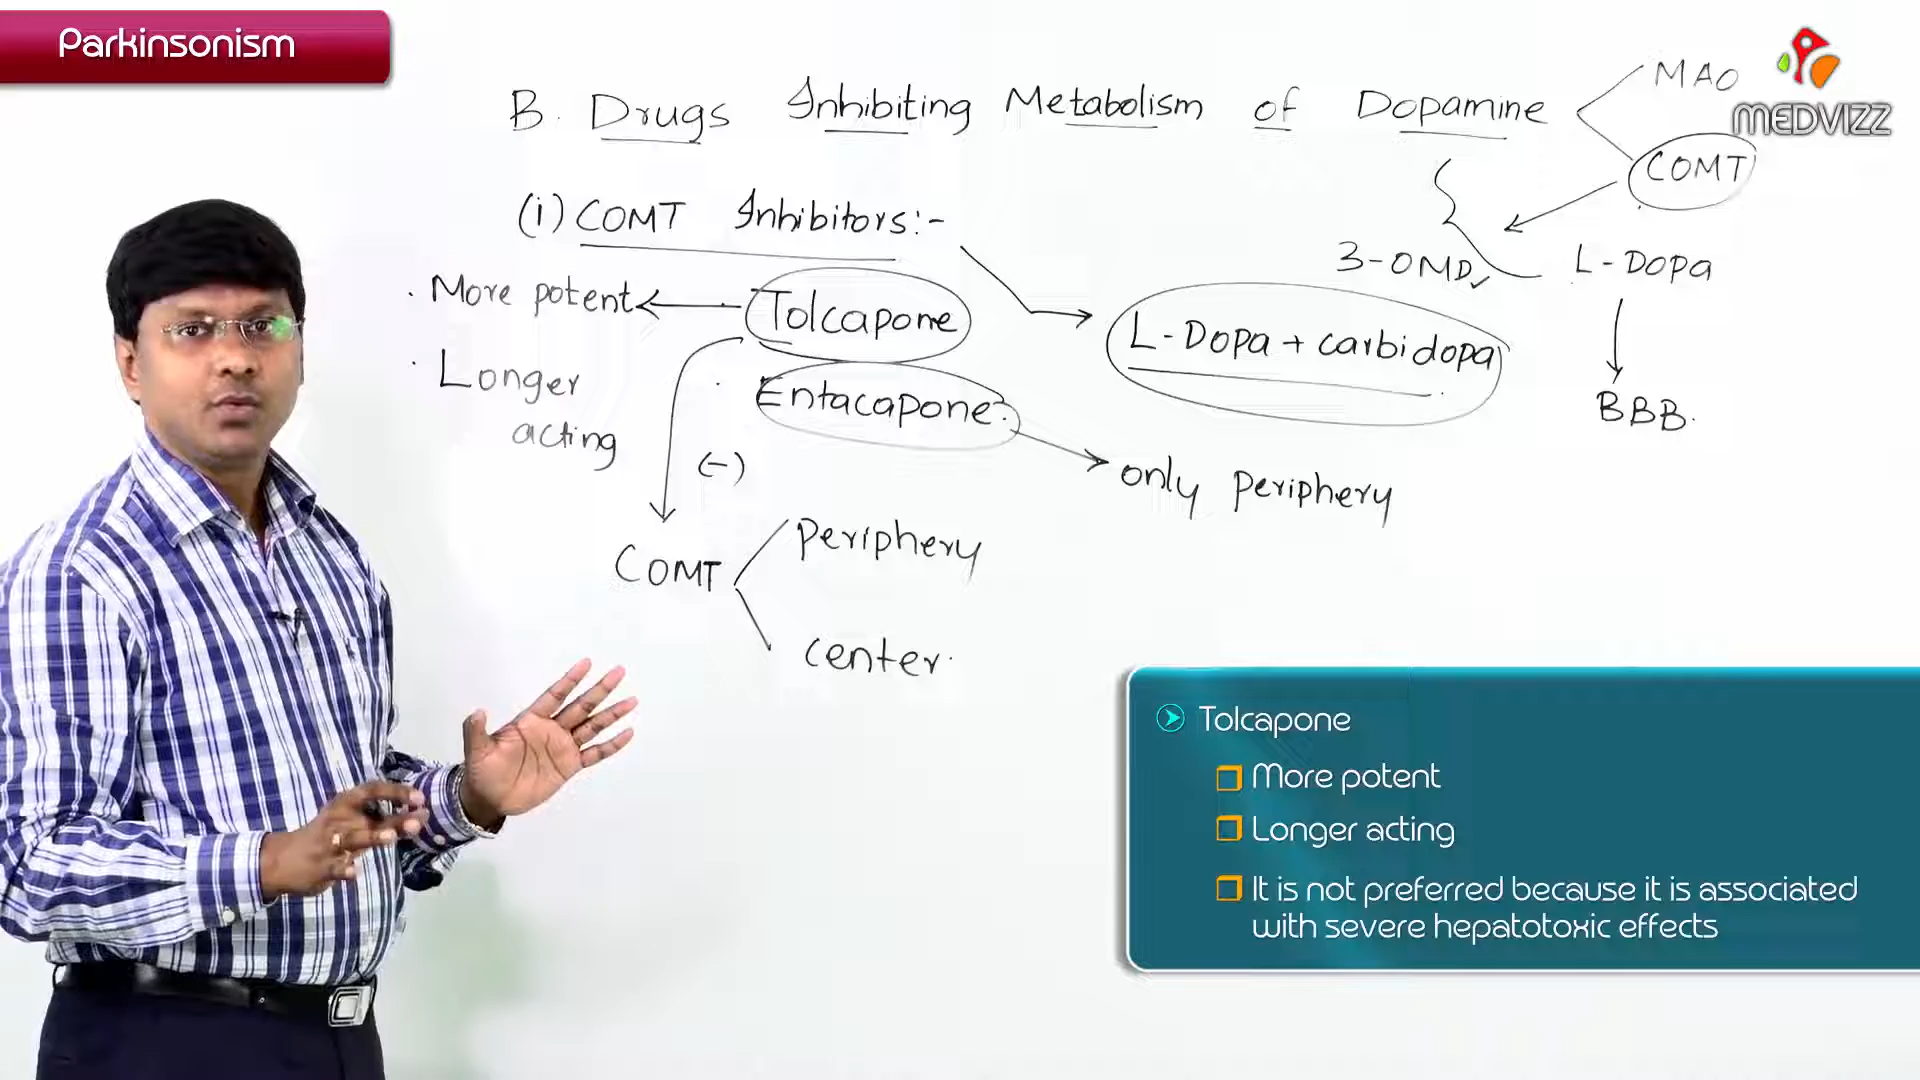 Parkinsonism
MEDVIZZ
B. Drugs Inhibiting Metabolism of Dopamine
MAO
COMT
(i) COMT Inhibitors:-
3-OMD
L-Dopa
BBB.
. More potent
. Longer
acting
Tolcapone
Entacapone.
L-Dopa + carbidopa
only periphery
(-)
COMT
periphery
center.
Tolcapone
More potent
Longer acting
It is not preferred because it is associated
with severe hepatotoxic effects